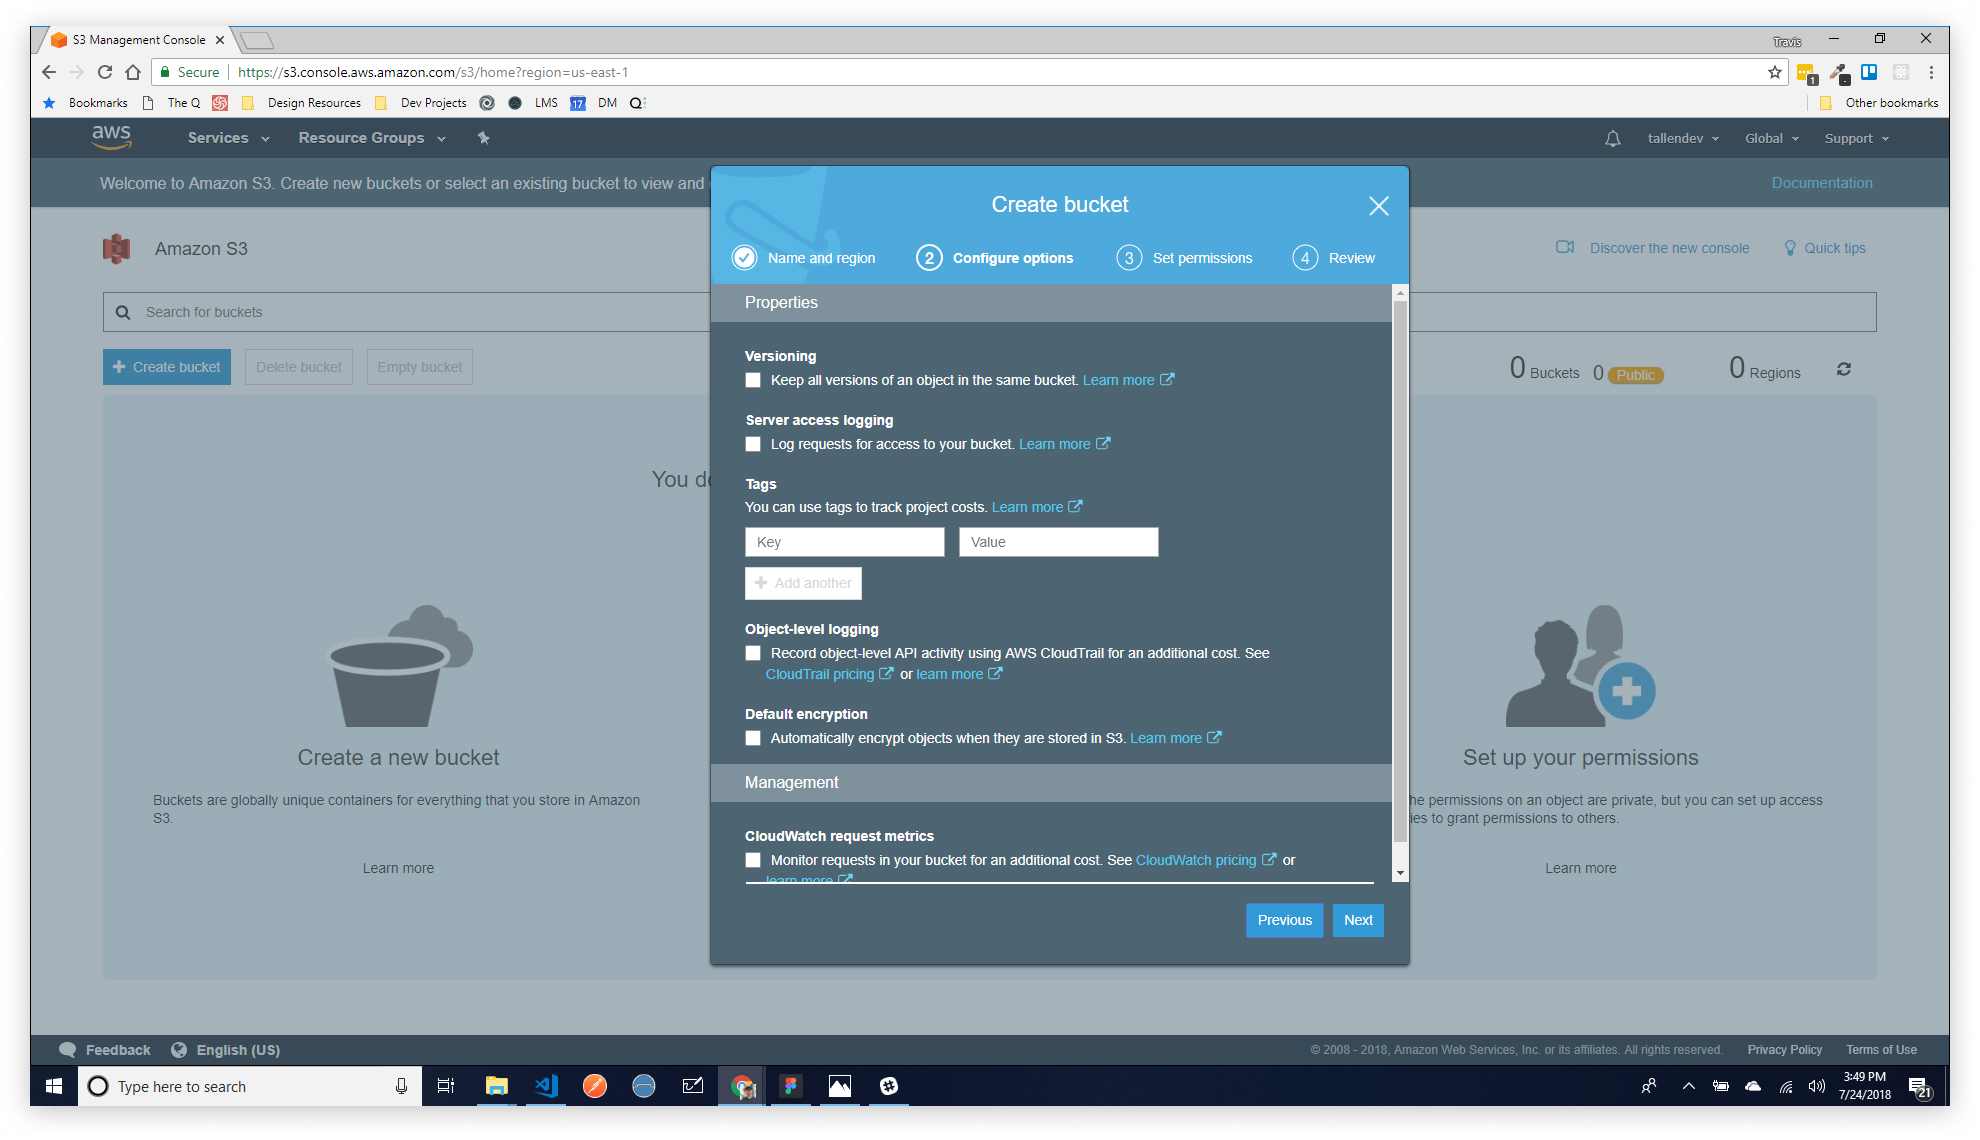 S3 Management Console
Travis
Secure
https://s3.console.aws.amazon.com/s3/home?region=us-east-1
1
Bookmarks
The Q
Design Resources
Dev Projects
LMS
17
DM
Other bookmarks
aws
Services
Resource Groups
tallendev
Global
Support
Welcome to Amazon S3. Create new buckets or select an existing bucket to view and
Documentation
Amazon S3
Discover the new console
Quick tips
Search for buckets
Create bucket
Delete bucket
Empty bucket
0 Buckets
0 Public
0 Regions
You do
Create a new bucket
Buckets are globally unique containers for everything that you store in Amazon
S3.
Learn more
Set up your permissions
he permissions on an object are private, but you can set up access
ies to grant permissions to others.
Learn more
Create bucket
Name and region
2 Configure options
3 Set permissions
4 Review
Properties
Versioning
Keep all versions of an object in the same bucket. Learn more
Server access logging
Log requests for access to your bucket. Learn more
Tags
You can use tags to track project costs. Learn more
Key
Value
Add another
Object-level logging
Record object-level API activity using AWS CloudTrail for an additional cost. See
CloudTrail pricing or learn more
Default encryption
Automatically encrypt objects when they are stored in S3. Learn more
Management
CloudWatch request metrics
Monitor requests in your bucket for an additional cost. See CloudWatch pricing or
learn more
Previous
Next
Feedback
English (US)
© 2008 - 2018, Amazon Web Services, Inc. or its affiliates. All rights reserved.
Privacy Policy
Terms of Use
Type here to search
3:49 PM
7/24/2018
21